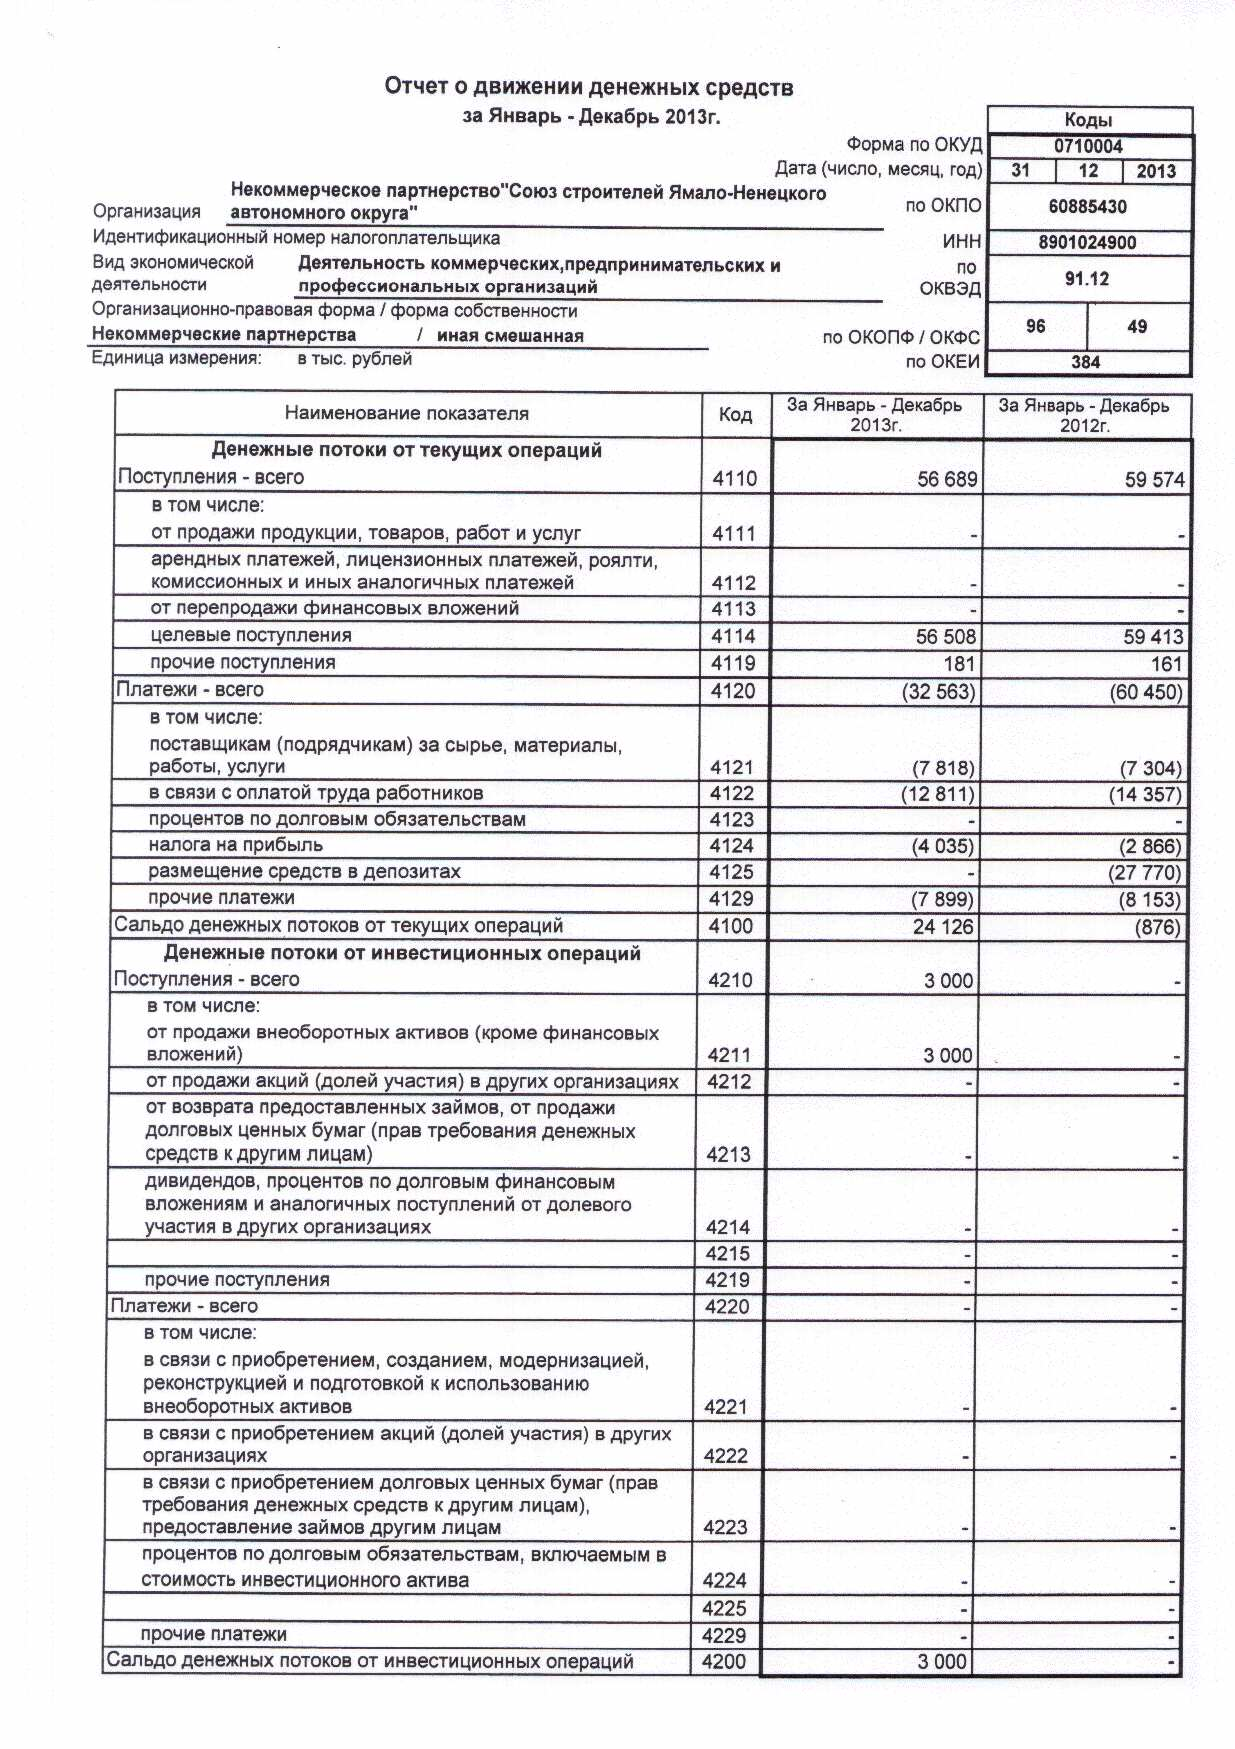 Отчет о движении денежных средств
за Январь - Декабрь 2013г.
Коды
Форма по ОКУД 0710004
Дата (число, месяц, год) 31 12 2013
Некоммерческое партнерство"Союз строителей Ямало-Ненецкого
Организация автономного округа" по ОКПО 60885430
Идентификационный номер налогоплательщика ИНН 8901024900
Вид экономической Деятельность коммерческих,предпринимательских и по
деятельности профессиональных организаций ОКВЭД 91.12
Организационно-правовая форма / форма собственности
Некоммерческие партнерства / иная смешанная по ОКОПФ / ОКФС 96 49
Единица измерения: в тыс. рублей по ОКЕИ 384
Наименование показателя Код За Январь - Декабрь 2013г. За Январь - Декабрь 2012г.
Денежные потоки от текущих операций
Поступления - всего 4110 56 689 59 574
в том числе:
от продажи продукции, товаров, работ и услуг 4111 - -
арендных платежей, лицензионных платежей, роялти,
комиссионных и иных аналогичных платежей 4112 - -
от перепродажи финансовых вложений 4113 - -
целевые поступления 4114 56 508 59 413
прочие поступления 4119 181 161
Платежи - всего 4120 (32 563) (60 450)
в том числе:
поставщикам (подрядчикам) за сырье, материалы,
работы, услуги 4121 (7 818) (7 304)
в связи с оплатой труда работников 4122 (12 811) (14 357)
процентов по долговым обязательствам 4123 - -
налога на прибыль 4124 (4 035) (2 866)
размещение средств в депозитах 4125 - (27 770)
прочие платежи 4129 (7 899) (8 153)
Сальдо денежных потоков от текущих операций 4100 24 126 (876)
Денежные потоки от инвестиционных операций
Поступления - всего 4210 3 000 -
в том числе:
от продажи внеоборотных активов (кроме финансовых
вложений) 4211 3 000 -
от продажи акций (долей участия) в других организациях 4212 - -
от возврата предоставленных займов, от продажи
долговых ценных бумаг (прав требования денежных
средств к другим лицам) 4213 - -
дивидендов, процентов по долговым финансовым
вложениям и аналогичных поступлений от долевого
участия в других организациях 4214 - -
4215 - -
прочие поступления 4219 - -
Платежи - всего 4220 - -
в том числе:
в связи с приобретением, созданием, модернизацией,
реконструкцией и подготовкой к использованию
внеоборотных активов 4221 - -
в связи с приобретением акций (долей участия) в других
организациях 4222 - -
в связи с приобретением долговых ценных бумаг (прав
требования денежных средств к другим лицам),
предоставление займов другим лицам 4223 - -
процентов по долговым обязательствам, включаемым в
стоимость инвестиционного актива 4224 - -
4225 - -
прочие платежи 4229 - -
Сальдо денежных потоков от инвестиционных операций 4200 3 000 -